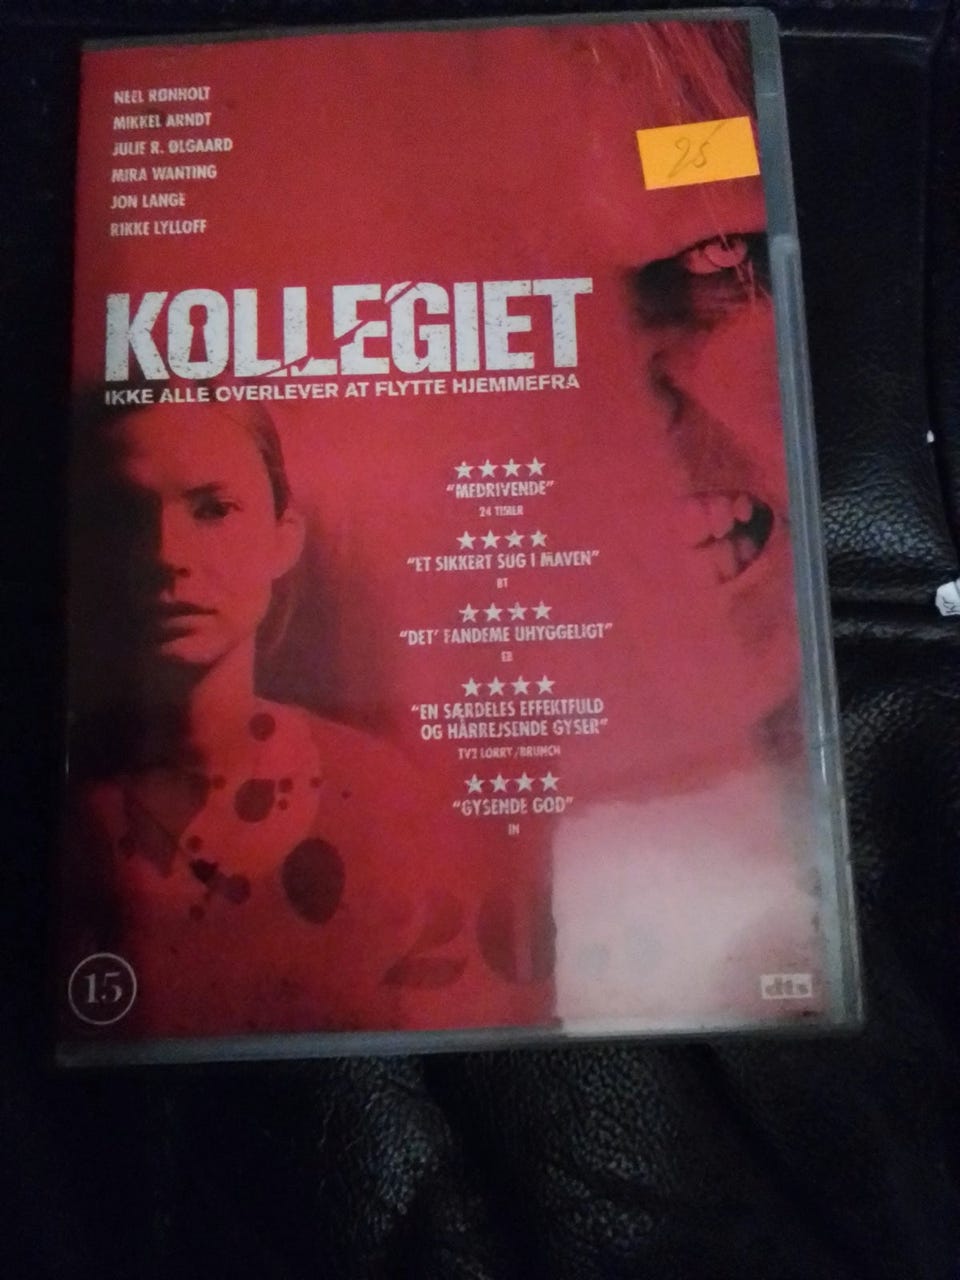 NEEL RØNHOLT
MIKKEL ARNDT
JULIE R. ØLGAARD
MIRA WANTING
JON LANGE
RIKKE LYLLOFF
25
KOLLEGIET
IKKE ALLE OVERLEVER AT FLYTTE HJEMMEFRA
"MEDRIVENDE"
24 TIMER
"ET SIKKERT SUG I MAVEN"
BT
"DET' FANDEME UHYGGELIGT"
EB
"EN SÆRDELES EFFEKTFULD
OG HÅRREJSENDE GYSER"
TV2 LORRY/BRUNCH
"GYSENDE GOD"
IN
15
dts